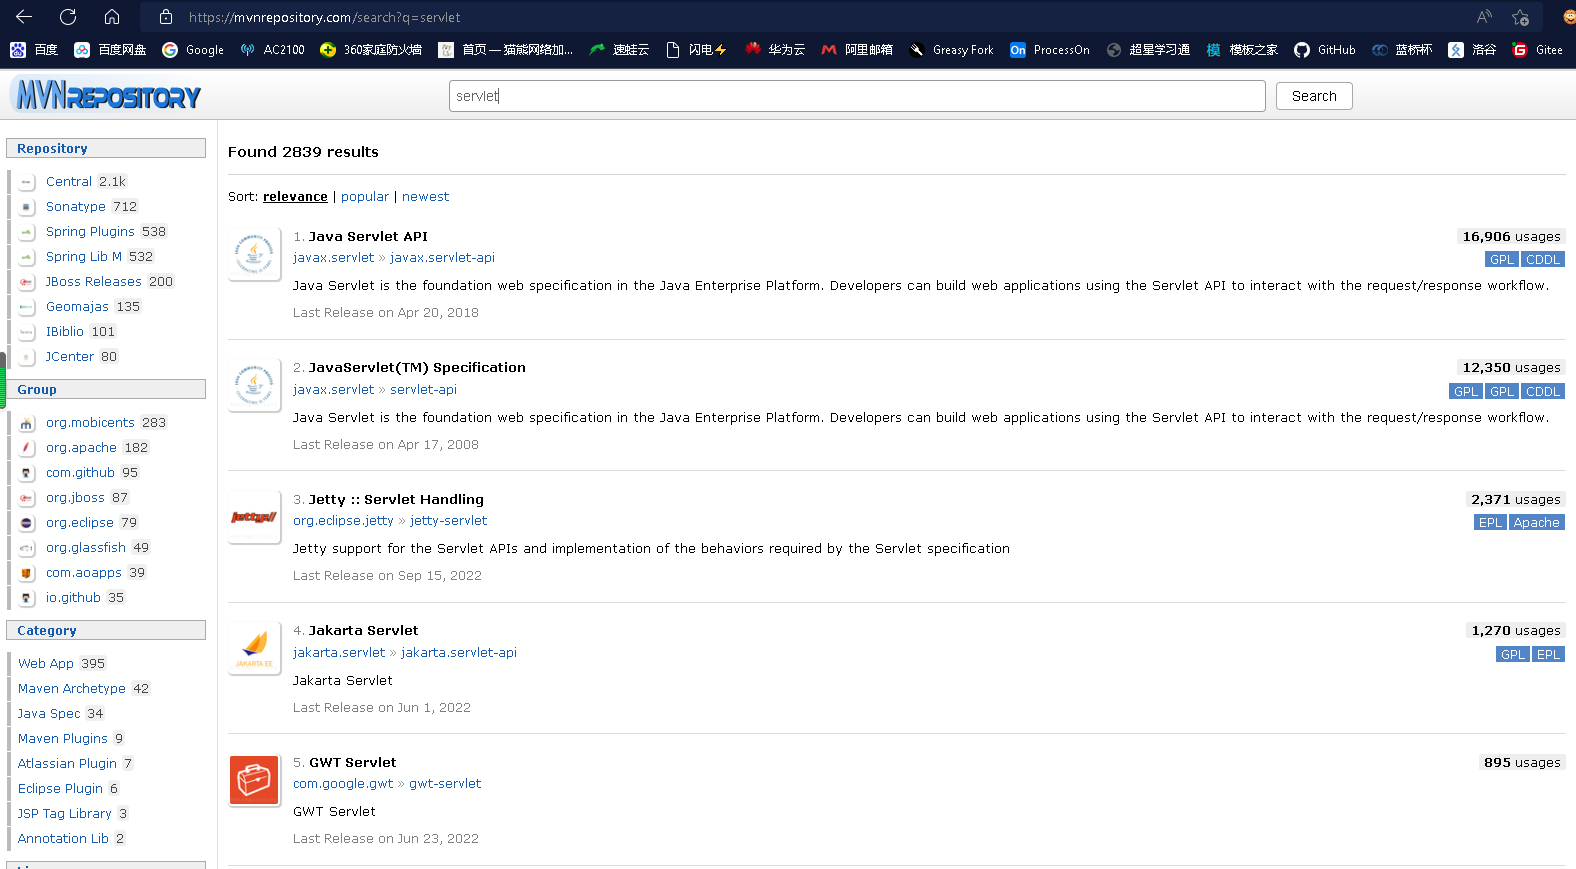 https://mvnrepository.com/search?q=servlet
百度 百度网盘 Google AC2100 360家庭防火墙 首页 — 猫熊网络加... 速蛙云 闪电⚡ 华为云 阿里邮箱 Greasy Fork On ProcessOn 超星学习通 模 模板之家 GitHub 蓝桥杯 洛谷 Gitee
MVNREPOSITORY
servlet
Search
Repository
Central 2.1k
Sonatype 712
Spring Plugins 538
Spring Lib M 532
JBoss Releases 200
Geomajas 135
IBiblio 101
JCenter 80
Group
org.mobicents 283
org.apache 182
com.github 95
org.jboss 87
org.eclipse 79
org.glassfish 49
com.aoapps 39
io.github 35
Category
Web App 395
Maven Archetype 42
Java Spec 34
Maven Plugins 9
Atlassian Plugin 7
Eclipse Plugin 6
JSP Tag Library 3
Annotation Lib 2
Found 2839 results
Sort: relevance | popular | newest
1. Java Servlet API
16,906 usages
javax.servlet » javax.servlet-api
GPL CDDL
Java Servlet is the foundation web specification in the Java Enterprise Platform. Developers can build web applications using the Servlet API to interact with the request/response workflow.
Last Release on Apr 20, 2018
2. JavaServlet(TM) Specification
12,350 usages
javax.servlet » servlet-api
GPL GPL CDDL
Java Servlet is the foundation web specification in the Java Enterprise Platform. Developers can build web applications using the Servlet API to interact with the request/response workflow.
Last Release on Apr 17, 2008
jetty://
3. Jetty :: Servlet Handling
2,371 usages
org.eclipse.jetty » jetty-servlet
EPL Apache
Jetty support for the Servlet APIs and implementation of the behaviors required by the Servlet specification
Last Release on Sep 15, 2022
JAKARTA EE
4. Jakarta Servlet
1,270 usages
jakarta.servlet » jakarta.servlet-api
GPL EPL
Jakarta Servlet
Last Release on Jun 1, 2022
5. GWT Servlet
895 usages
com.google.gwt » gwt-servlet
GWT Servlet
Last Release on Jun 23, 2022